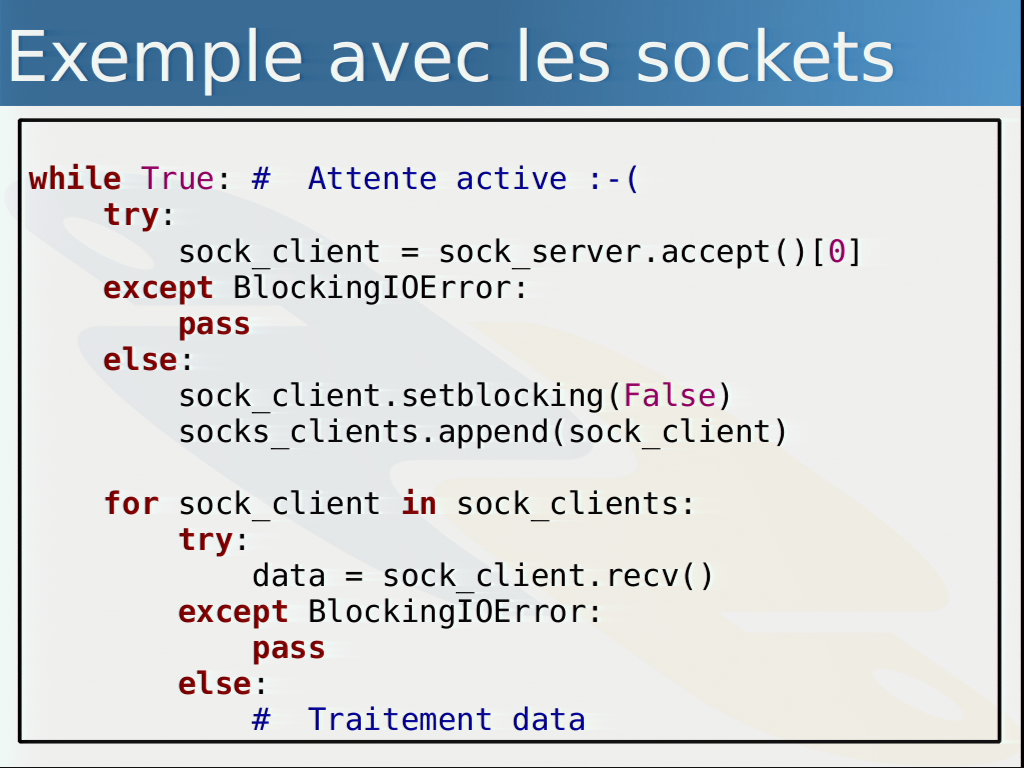 Exemple avec les sockets
while True: #  Attente active :-(
    try:
        sock_client = sock_server.accept()[0]
    except BlockingIOError:
        pass
    else:
        sock_client.setblocking(False)
        socks_clients.append(sock_client)

    for sock_client in sock_clients:
        try:
            data = sock_client.recv()
        except BlockingIOError:
            pass
        else:
            #  Traitement data